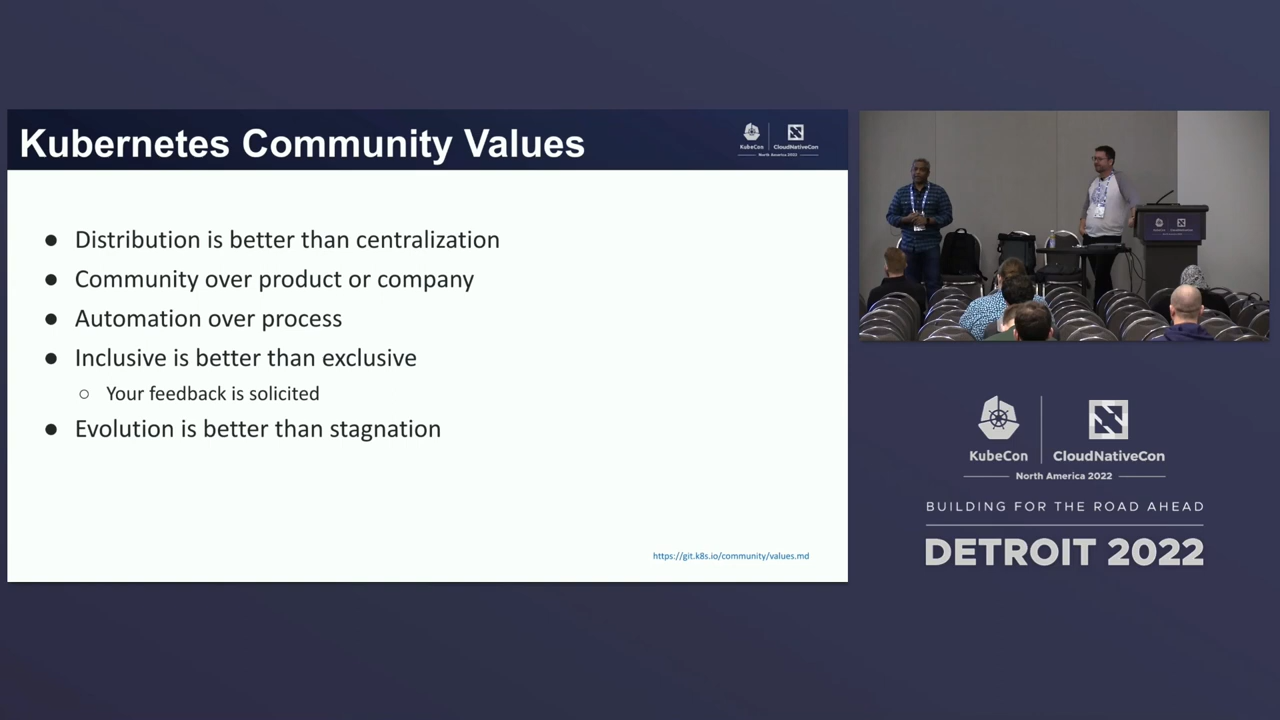 Kubernetes Community Values
KubeCon
CloudNativeCon
North America 2022
● Distribution is better than centralization
● Community over product or company
● Automation over process
● Inclusive is better than exclusive
○ Your feedback is solicited
● Evolution is better than stagnation
https://git.k8s.io/community/values.md
KubeCon
CloudNativeCon
North America 2022
BUILDING FOR THE ROAD AHEAD
DETROIT 2022